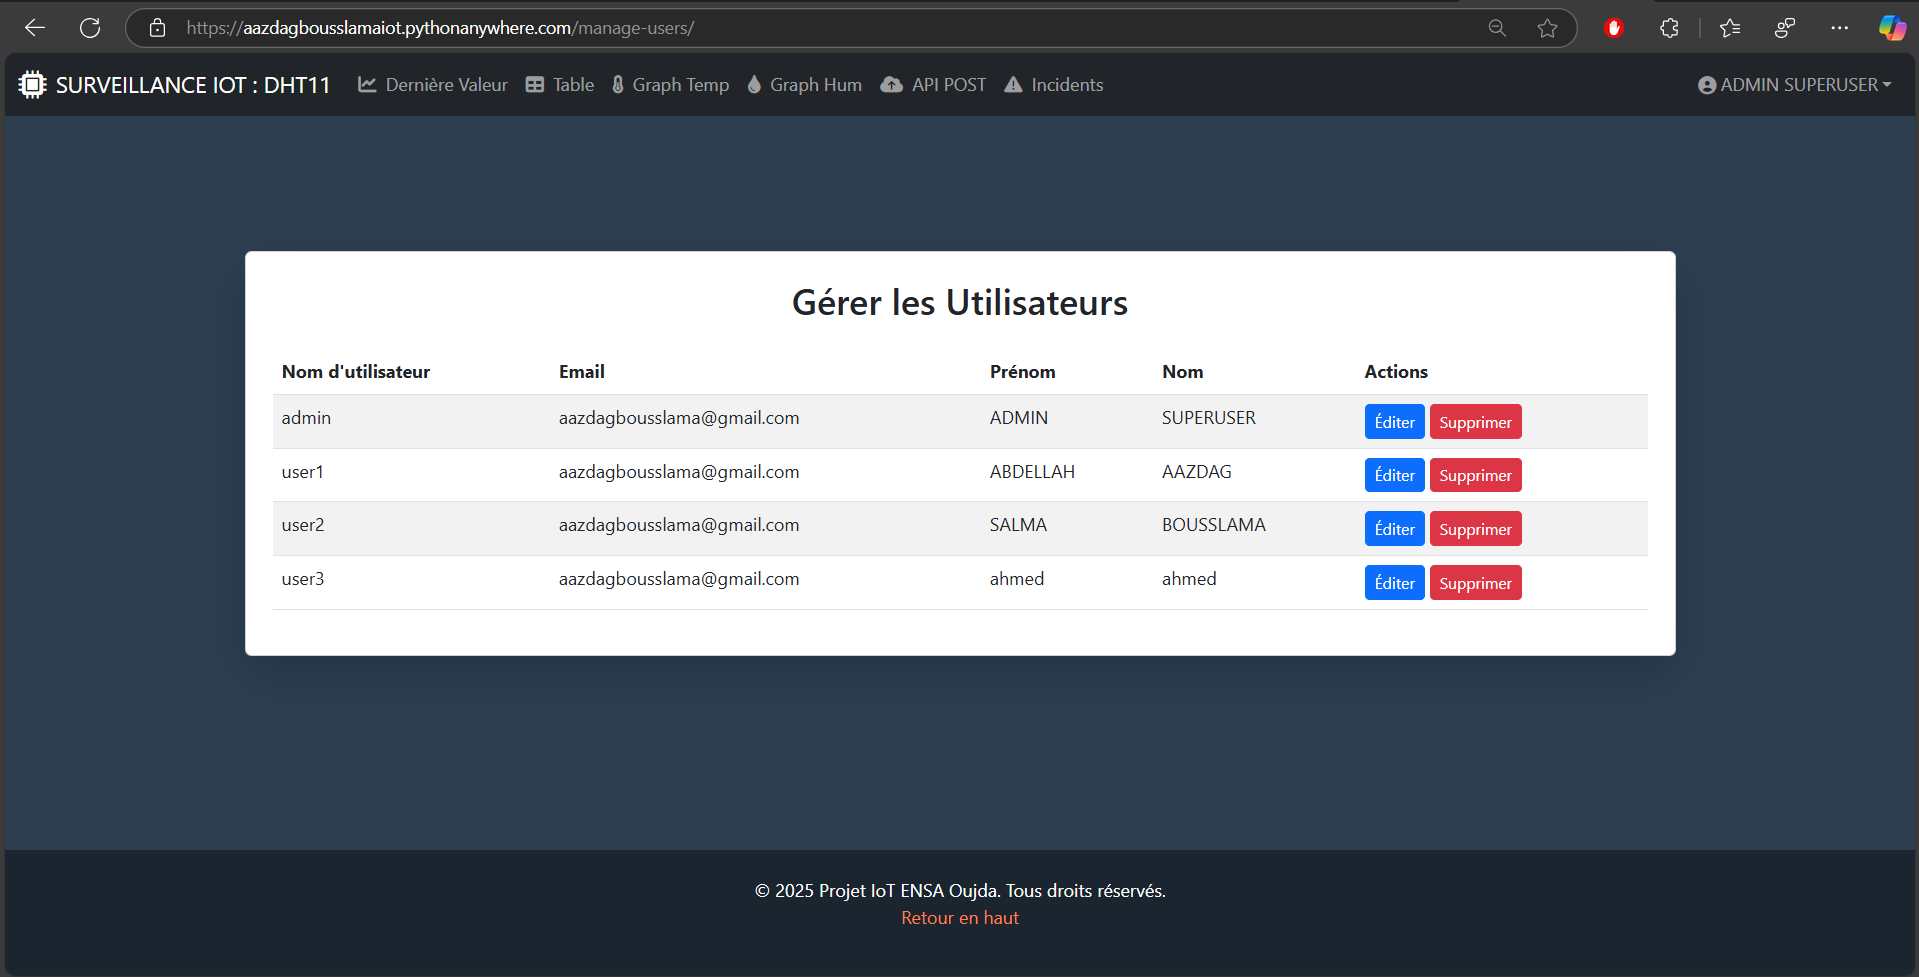 https://aazdagbousslamaiot.pythonanywhere.com/manage-users/
SURVEILLANCE IOT : DHT11 Dernière Valeur Table Graph Temp Graph Hum API POST Incidents ADMIN SUPERUSER
Gérer les Utilisateurs
Nom d'utilisateur Email Prénom Nom Actions
admin aazdagbousslama@gmail.com ADMIN SUPERUSER Éditer Supprimer
user1 aazdagbousslama@gmail.com ABDELLAH AAZDAG Éditer Supprimer
user2 aazdagbousslama@gmail.com SALMA BOUSSLAMA Éditer Supprimer
user3 aazdagbousslama@gmail.com ahmed ahmed Éditer Supprimer
© 2025 Projet IoT ENSA Oujda. Tous droits réservés.
Retour en haut